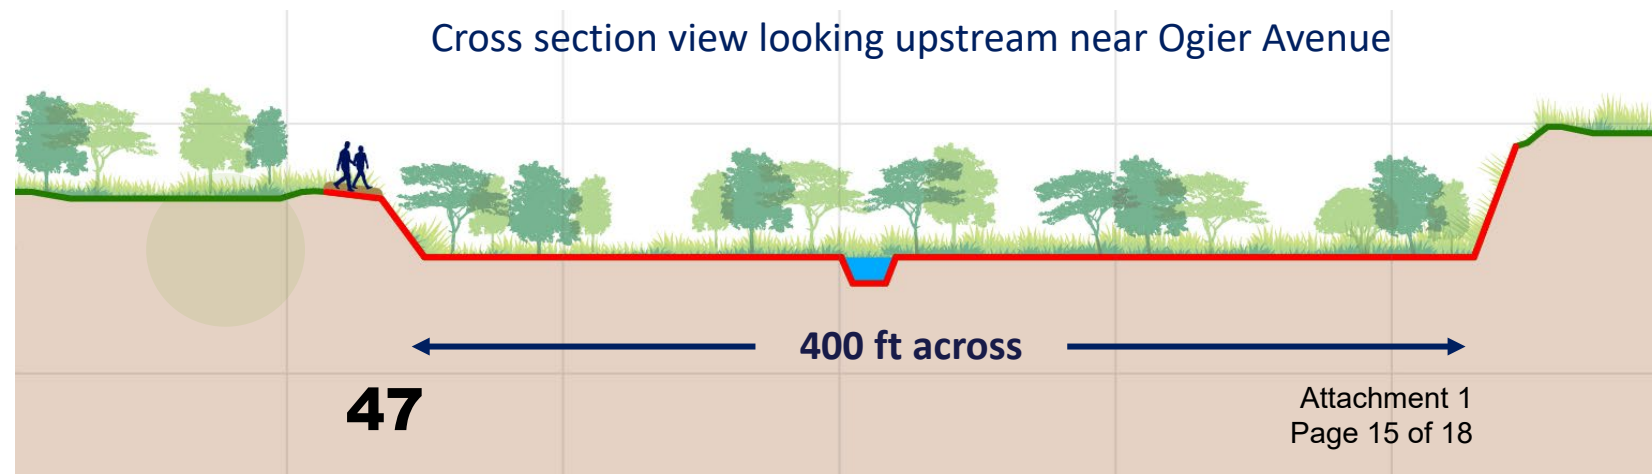 Cross section view looking upstream near Ogier Avenue
400 ft across
47
Attachment 1
Page 15 of 18